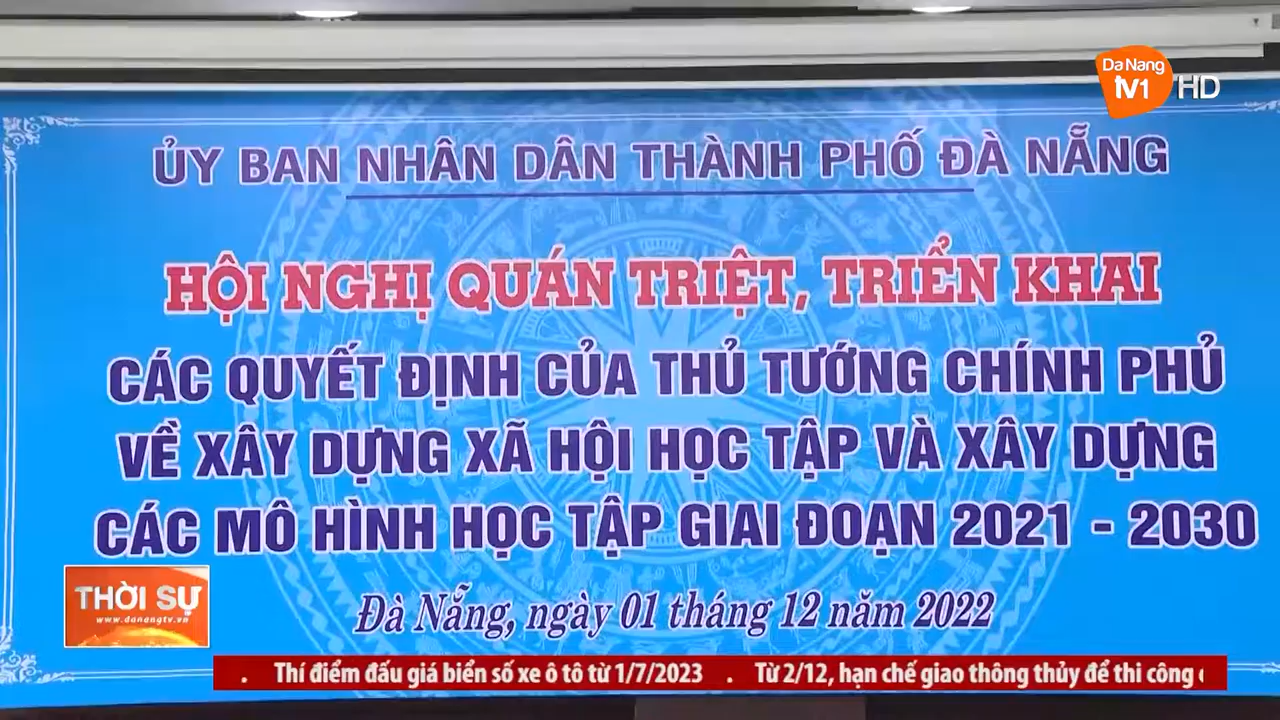 Da Nang
TV1 HD
ỦY BAN NHÂN DÂN THÀNH PHỐ ĐÀ NẴNG
HỘI NGHỊ QUÁN TRIỆT, TRIỂN KHAI
CÁC QUYẾT ĐỊNH CỦA THỦ TƯỚNG CHÍNH PHỦ
VỀ XÂY DỰNG XÃ HỘI HỌC TẬP VÀ XÂY DỰNG
CÁC MÔ HÌNH HỌC TẬP GIAI ĐOẠN 2021 - 2030
Đà Nẵng, ngày 01 tháng 12 năm 2022
THỜI SỰ
www.danangtv.vn
. Thí điểm đấu giá biển số xe ô tô từ 1/7/2023 . Từ 2/12, hạn chế giao thông thủy để thi công